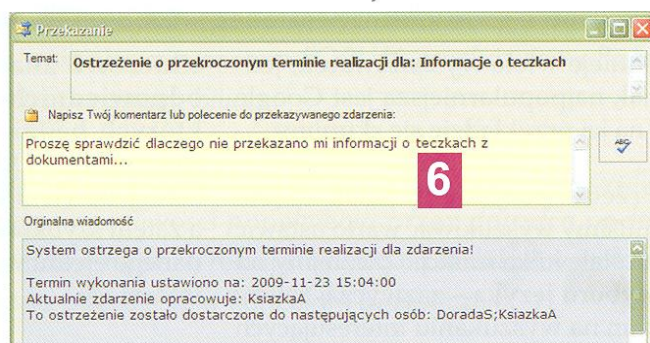 Przekazanie
Temat:
Ostrzeżenie o przekroczonym terminie realizacji dla: Informacje o teczkach
Napisz Twój komentarz lub polecenie do przekazywanego zdarzenia:
Proszę sprawdzić dlaczego nie przekazano mi informacji o teczkach z
dokumentami...
ABC
6
Orginalna wiadomość
System ostrzega o przekroczonym terminie realizacji dla zdarzenia!
Termin wykonania ustawiono na: 2009-11-23 15:04:00
Aktualnie zdarzenie opracowuje: KsiazkaA
To ostrzeżenie zostało dostarczone do następujących osób: DoradaS;KsiazkaA